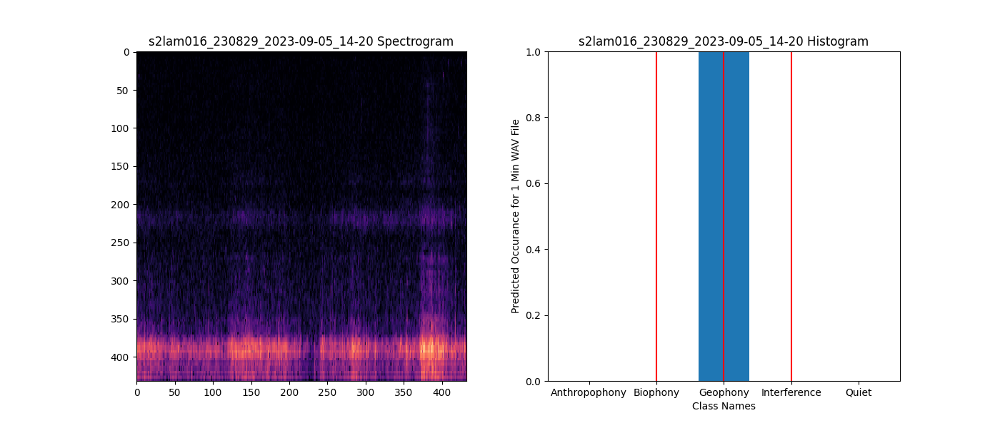 s2lam016_230829_2023-09-05_14-20 Spectrogram
0
50
100
150
200
250
300
350
400
0 50 100 150 200 250 300 350 400
s2lam016_230829_2023-09-05_14-20 Histogram
Predicted Occurance for 1 Min WAV File
1.0
0.8
0.6
0.4
0.2
0.0
Anthropophony Biophony Geophony Interference Quiet
Class Names